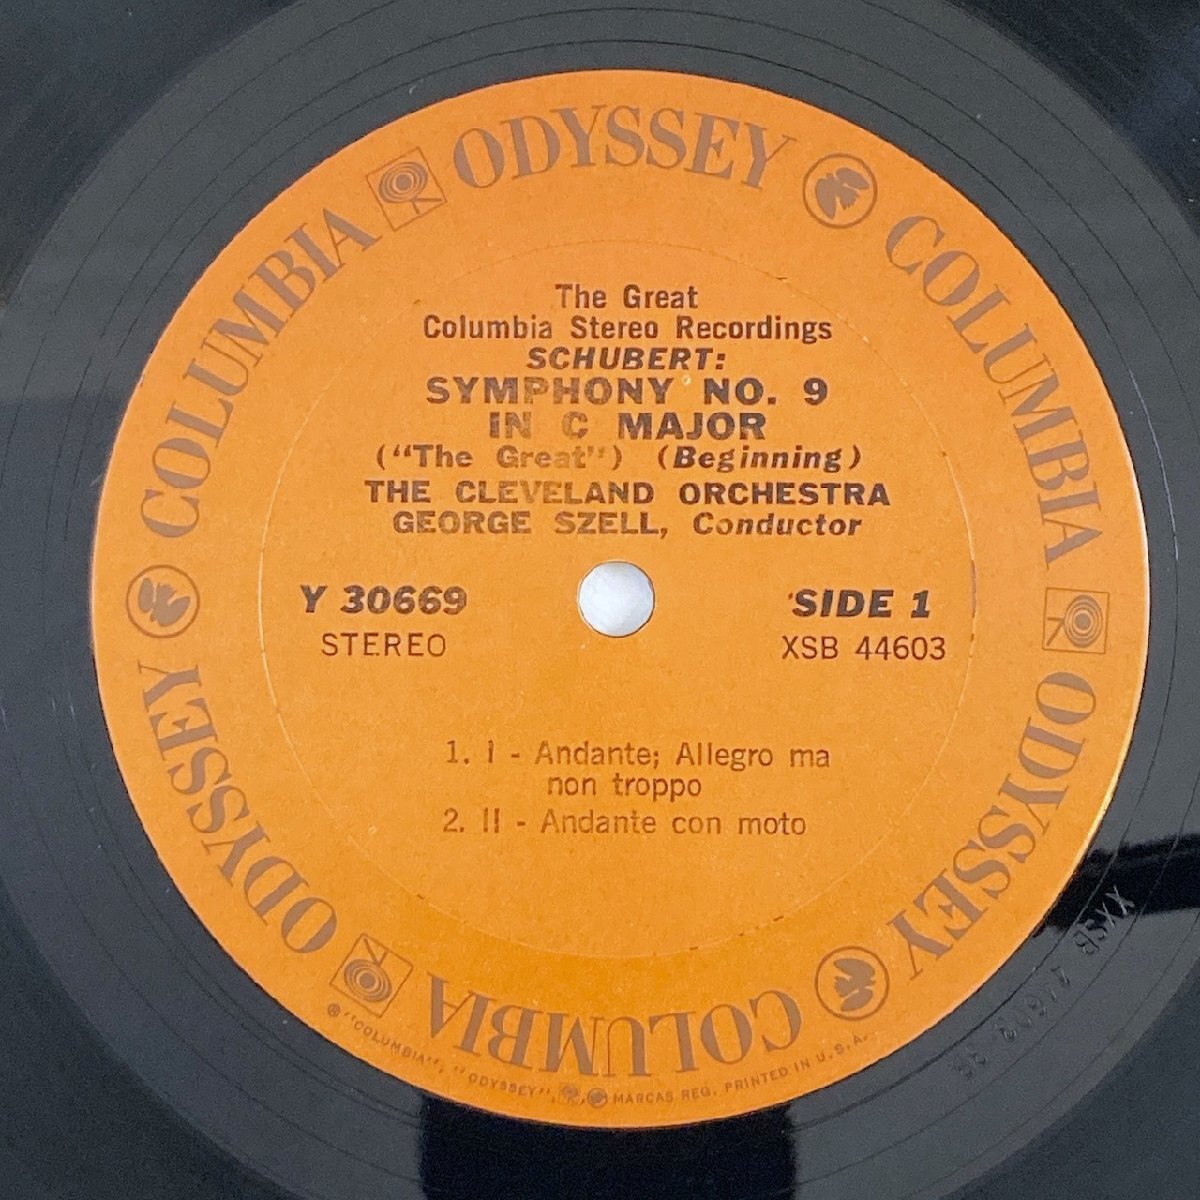 COLUMBIA ODYSSEY COLUMBIA ODYSSEY COLUMBIA ODYSSEY
The Great
Columbia Stereo Recordings
SCHUBERT:
SYMPHONY NO. 9
IN C MAJOR
("The Great") (Beginning)
THE CLEVELAND ORCHESTRA
GEORGE SZELL, Conductor
Y 30669
STEREO
SIDE 1
XSB 44603
1. I - Andante; Allegro ma
non troppo
2. II - Andante con moto
® "COLUMBIA", "ODYSSEY", MARCAS REG. PRINTED IN U.S.A.